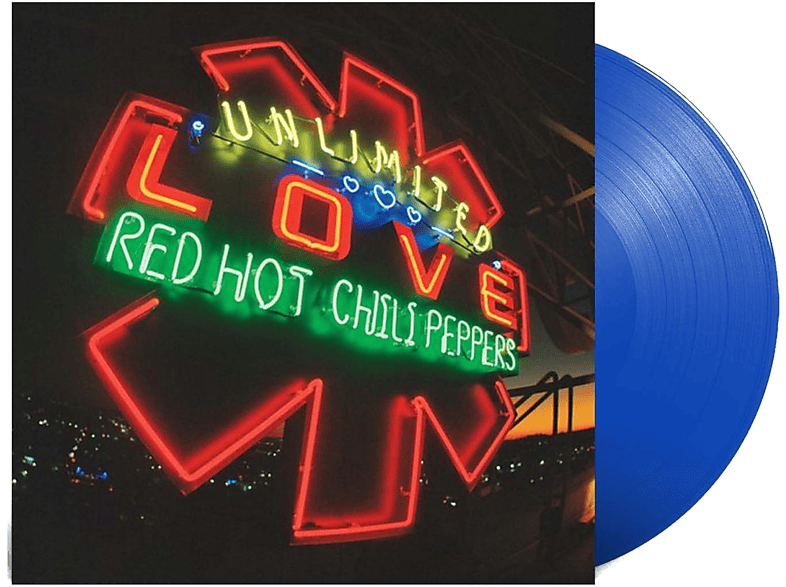 UNLIMITED
LOVE
RED HOT CHILI PEPPERS